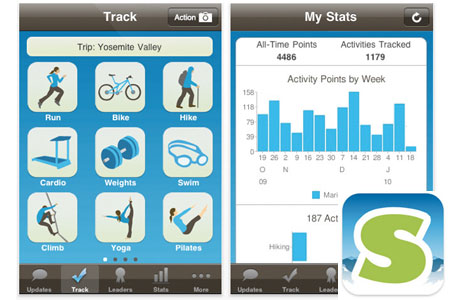 Track
Action
Trip: Yosemite Valley
Run
Bike
Hike
Cardio
Weights
Swim
Climb
Yoga
Pilates
Updates
Track
Leaders
Stats
More
My Stats
All-Time Points
Activities Tracked
4486
1179
Activity Points by Week
158
118
79
39
0
19 26 2 9 16 23 30 7 14 21 28 4 11 18
O N D J
09 10
Mari
187 Act
Hiking
Updates
Track
Leaders
Stats
S